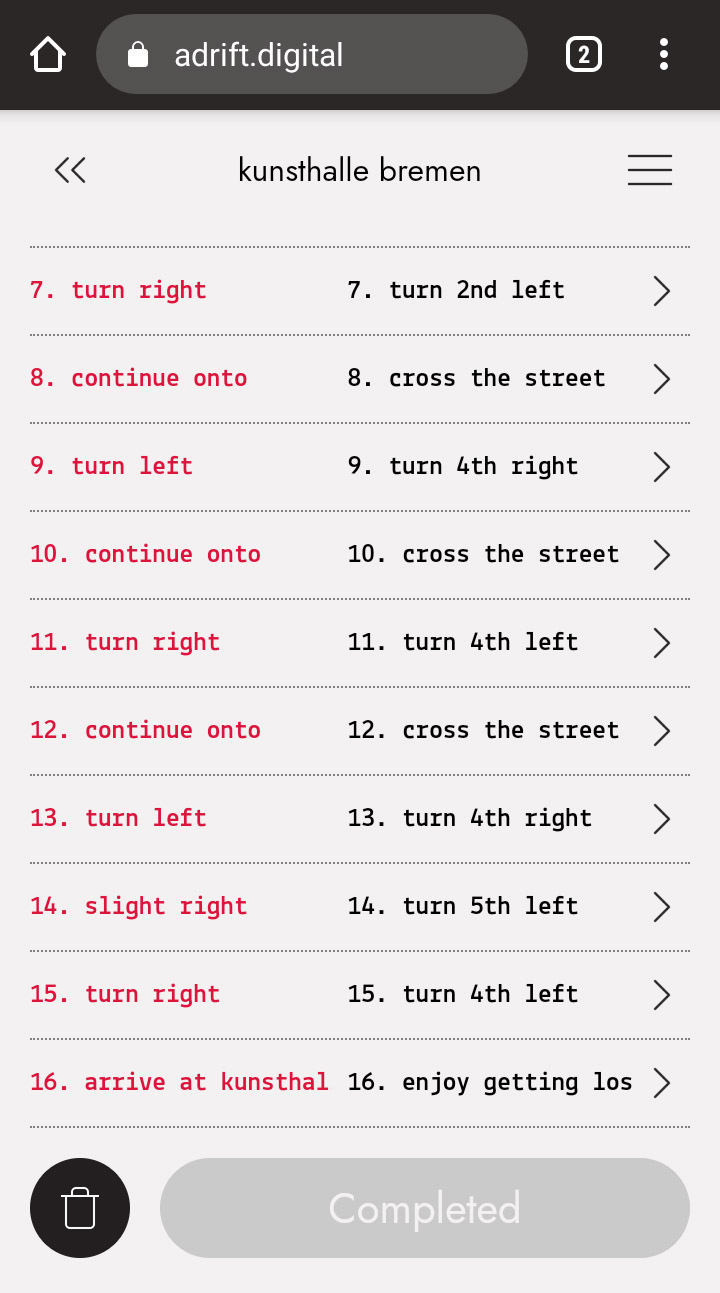 adrift.digital
2
kunsthalle bremen
7. turn right 7. turn 2nd left
8. continue onto 8. cross the street
9. turn left 9. turn 4th right
10. continue onto 10. cross the street
11. turn right 11. turn 4th left
12. continue onto 12. cross the street
13. turn left 13. turn 4th right
14. slight right 14. turn 5th left
15. turn right 15. turn 4th left
16. arrive at kunsthal 16. enjoy getting los
Completed